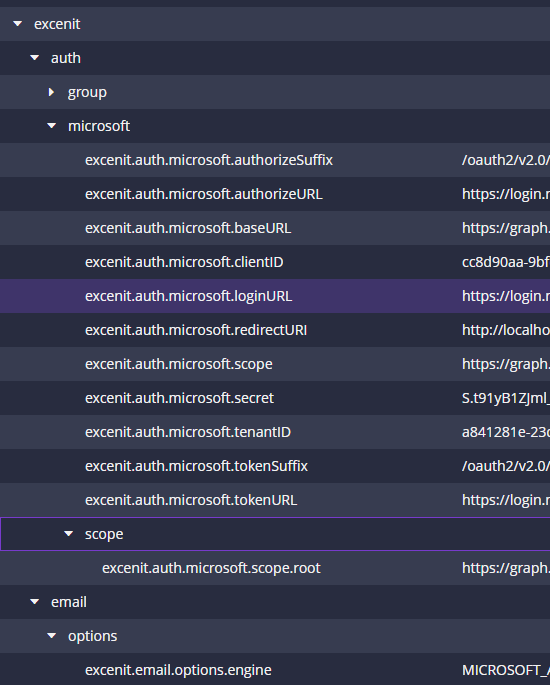 excenit
auth
group
microsoft
excenit.auth.microsoft.authorizeSuffix /oauth2/v2.0/
excenit.auth.microsoft.authorizeURL https://login.
excenit.auth.microsoft.baseURL https://graph.
excenit.auth.microsoft.clientID cc8d90aa-9bf
excenit.auth.microsoft.loginURL https://login.
excenit.auth.microsoft.redirectURI http://localho
excenit.auth.microsoft.scope https://graph.
excenit.auth.microsoft.secret S.t91yB1ZJml_
excenit.auth.microsoft.tenantID a841281e-23c
excenit.auth.microsoft.tokenSuffix /oauth2/v2.0/
excenit.auth.microsoft.tokenURL https://login.
scope
excenit.auth.microsoft.scope.root https://graph.
email
options
excenit.email.options.engine MICROSOFT_